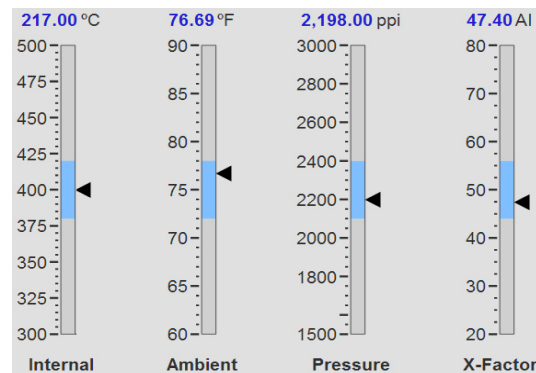 217.00 °C 76.69 °F 2,198.00 ppi 47.40 AI
500 90 3000 80
475 85 2800 70
450 80 2600 60
425 75 2400 50
400 70 2200 40
375 65 2000 30
350 60 1800 20
325 1500
300
Internal Ambient Pressure X-Factor